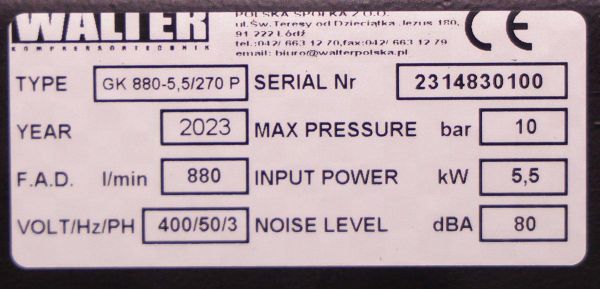 WALTER
KOMPRESSORTECHNIK
POLSKA SPÓŁKA Z O.O.
ul.Św. Teresy od Dzieciątka Jezus 100,
91 222 Łódź
tel:042/ 663 12 70,fax:042/ 663 12 79
email: biuro@walterpolska.pl
CE
TYPE GK 880-5,5/270 P SERIAL Nr 2314830100
YEAR 2023 MAX PRESSURE bar 10
F.A.D. l/min 880 INPUT POWER kW 5,5
VOLT/Hz/PH 400/50/3 NOISE LEVEL dBA 80